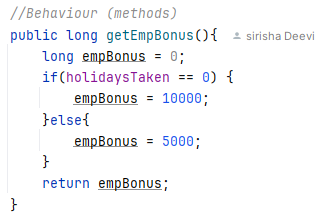 //Behaviour (methods)
public long getEmpBonus(){ sirisha Deevi
    long empBonus = 0;
    if(holidaysTaken == 0) {
        empBonus = 10000;
    }else{
        empBonus = 5000;
    }
    return empBonus;
}